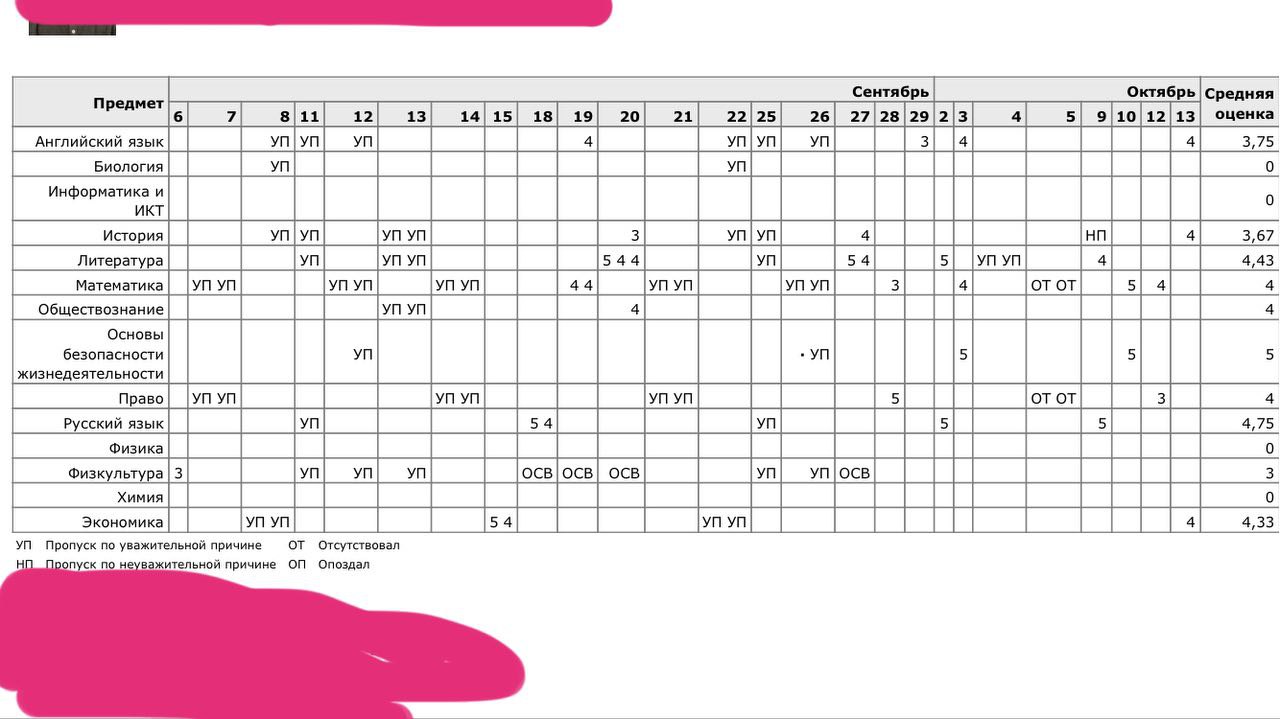 Предмет Сентябрь Октябрь Средняя оценка
6 7 8 11 12 13 14 15 18 19 20 21 22 25 26 27 28 29 2 3 4 5 9 10 12 13
Английский язык УП УП УП 4 УП УП УП 3 4 4 3,75
Биология УП УП 0
Информатика и
ИКТ 0
История УП УП УП УП 3 УП УП 4 НП 4 3,67
Литература УП УП УП 5 4 4 УП 5 4 5 УП УП 4 4,43
Математика УП УП УП УП УП УП 4 4 УП УП УП УП 3 4 ОТ ОТ 5 4 4
Обществознание УП УП 4 4
Основы
безопасности
жизнедеятельности УП · УП 5 5 5
Право УП УП УП УП УП УП 5 ОТ ОТ 3 4
Русский язык УП 5 4 УП 5 5 4,75
Физика 0
Физкультура 3 УП УП УП ОСВ ОСВ ОСВ УП УП ОСВ 3
Химия 0
Экономика УП УП 5 4 УП УП 4 4,33
УП Пропуск по уважительной причине ОТ Отсутствовал
НП Пропуск по неуважительной причине ОП Опоздал